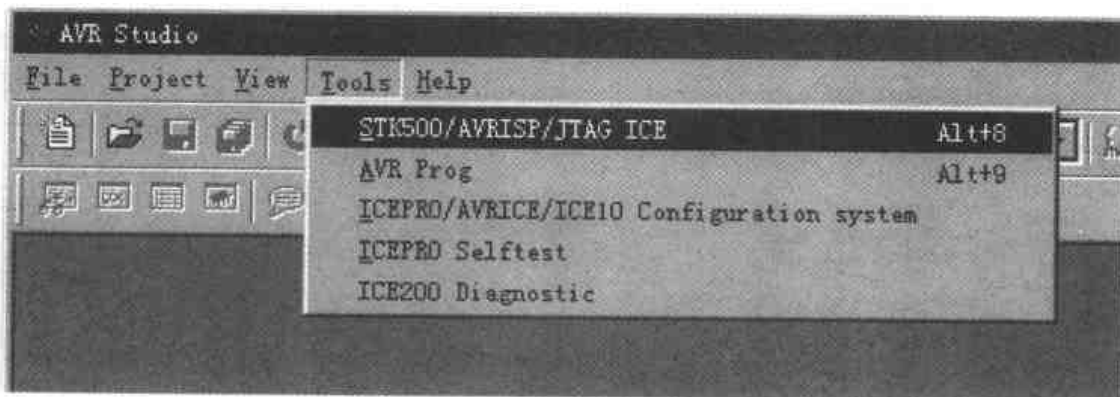 AVR Studio
File Project View Tools Help
STK500/AVRISP/JTAG ICE Alt+8
AVR Prog Alt+9
ICEPRO/AVRICE/ICE10 Configuration system
ICEPRO Selftest
ICE200 Diagnostic